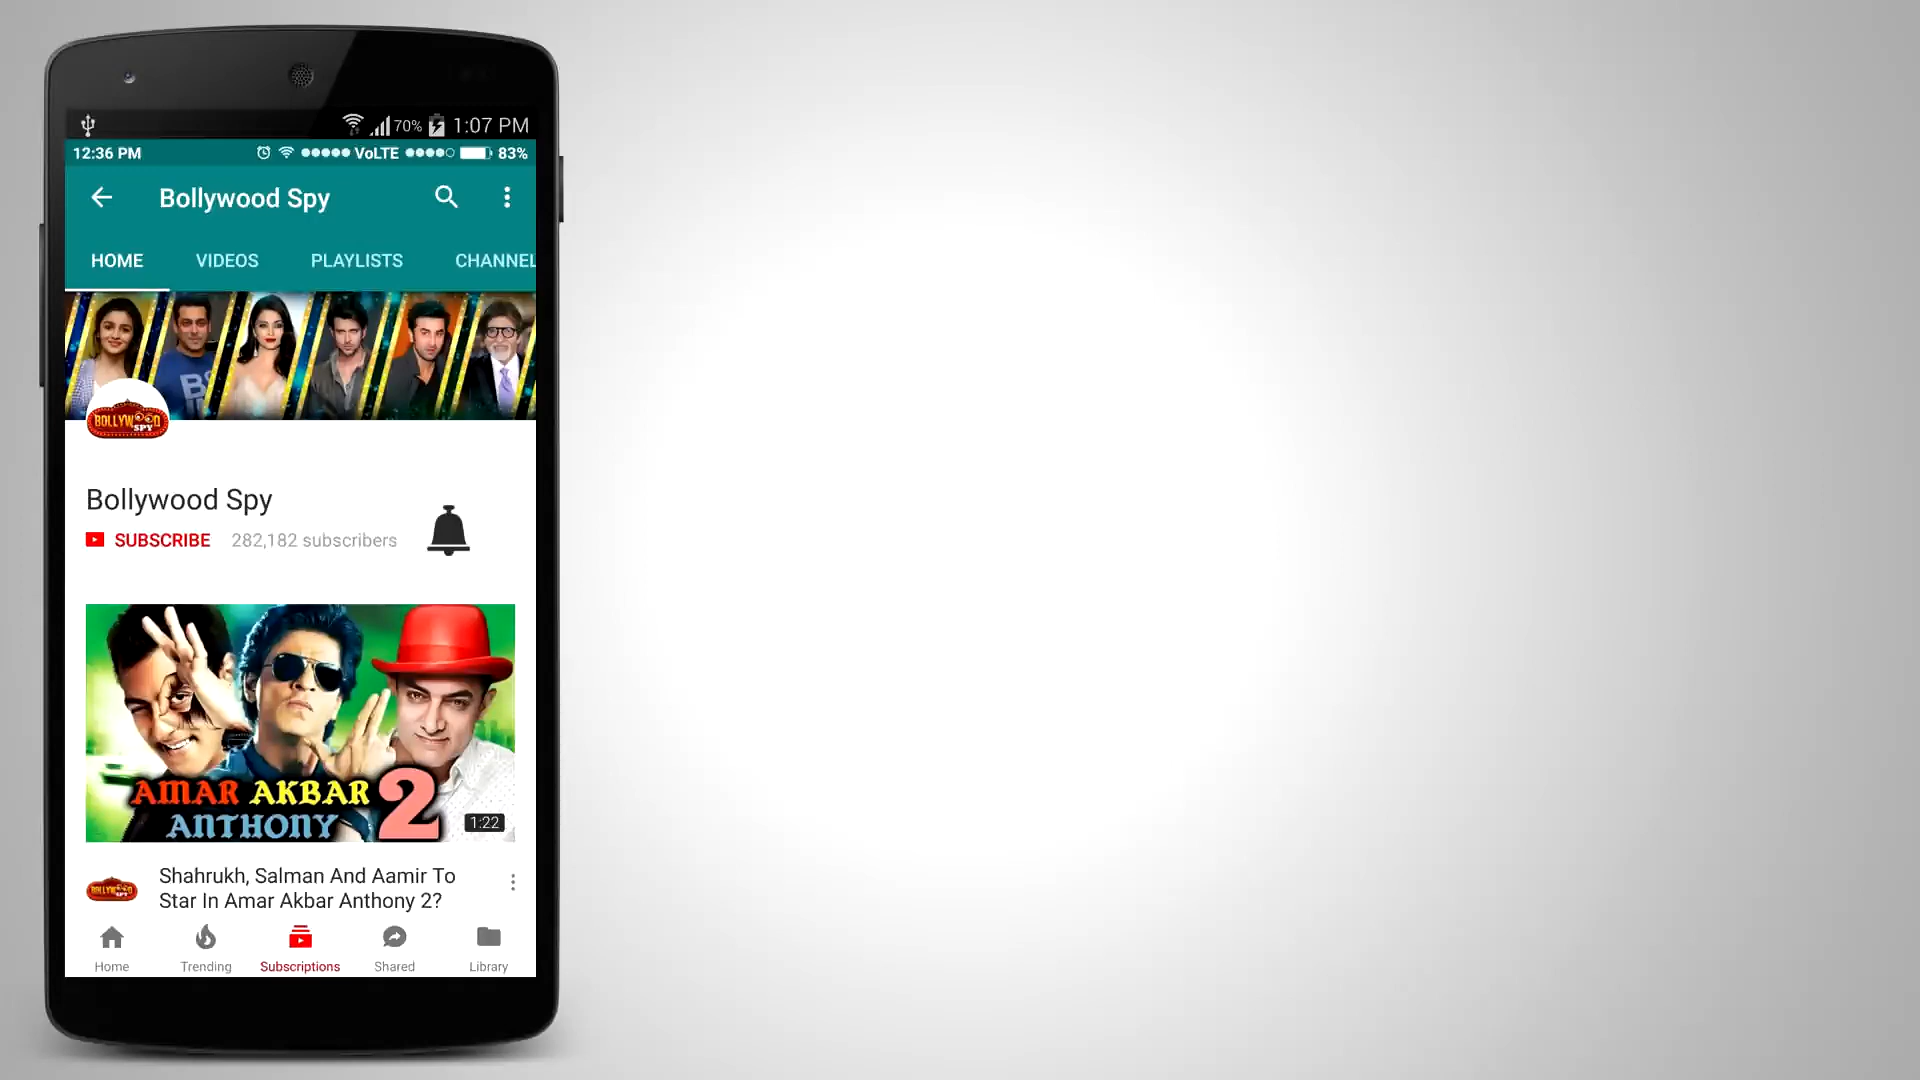 70% 1:07 PM
12:36 PM VoLTE 83%
Bollywood Spy
HOME VIDEOS PLAYLISTS CHANNEL
BOLLYWOOD
SPY
Bollywood Spy
SUBSCRIBE 282,182 subscribers
AMAR AKBAR
ANTHONY 2
1:22
BOLLYWOOD
SPY
Shahrukh, Salman And Aamir To
Star In Amar Akbar Anthony 2?
Home Trending Subscriptions Shared Library